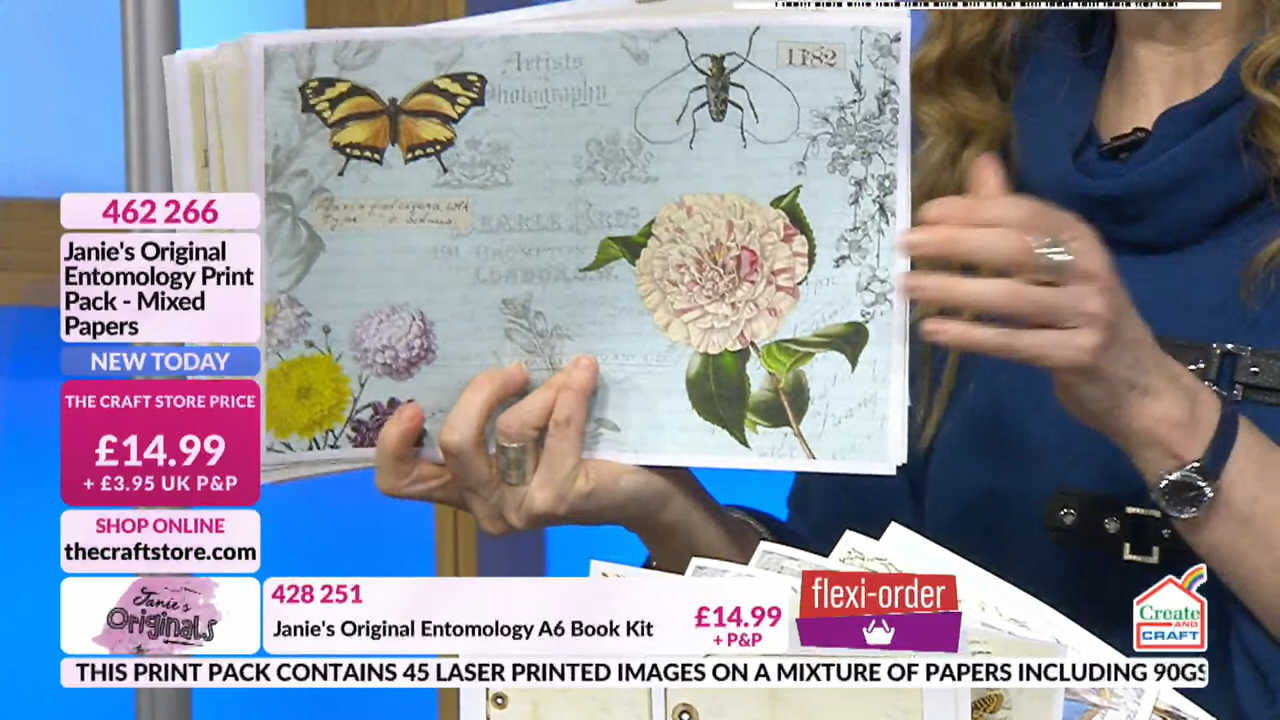 Artists
Photography
1182
462 266
Janie's Original
Entomology Print
Pack - Mixed
Papers
NEW TODAY
THE CRAFT STORE PRICE
£14.99
+ £3.95 UK P&P
SHOP ONLINE
thecraftstore.com
Janie's
Originals
428 251
Janie's Original Entomology A6 Book Kit
£14.99
+ P&P
flexi-order
Create
AND
CRAFT
THIS PRINT PACK CONTAINS 45 LASER PRINTED IMAGES ON A MIXTURE OF PAPERS INCLUDING 90GS